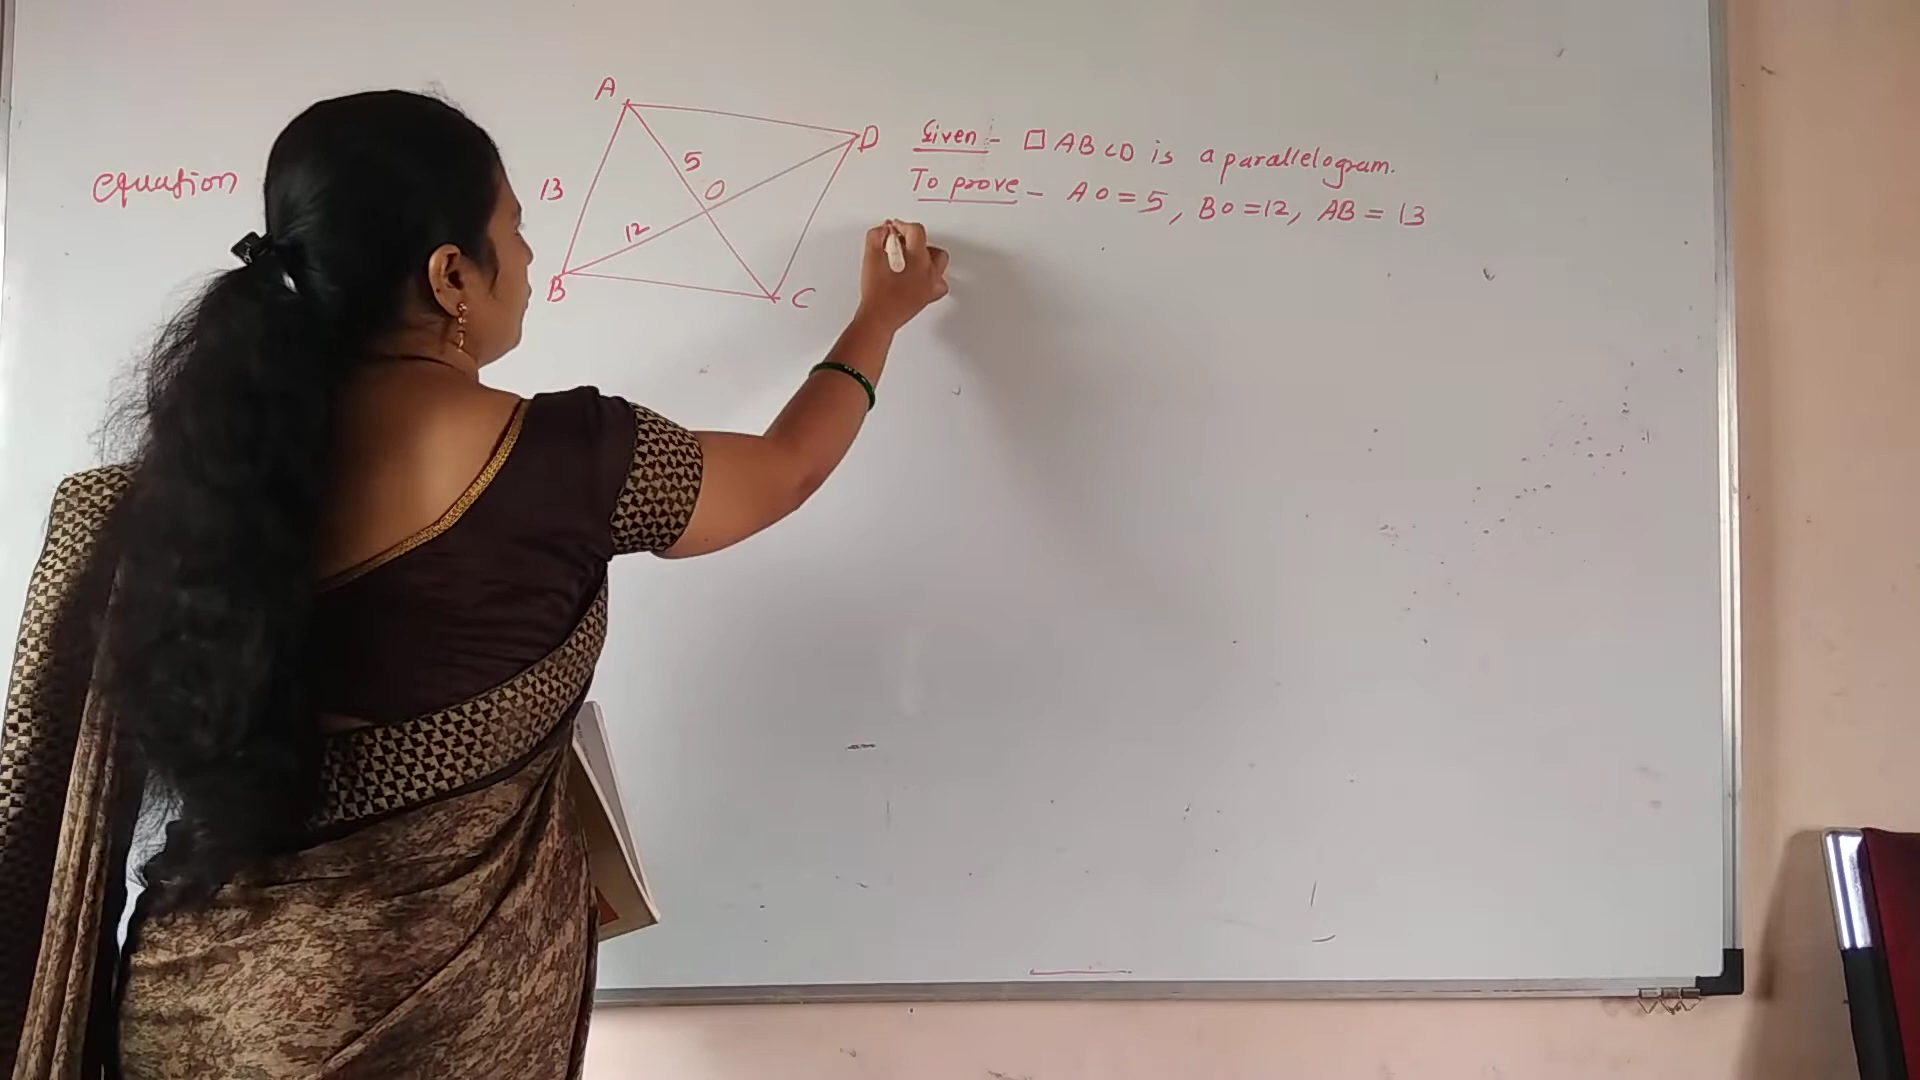 equation
A
D
5
O
13
12
B
C
Given - □ ABCD is a parallelogram.
To prove - AO = 5, BO = 12, AB = 13